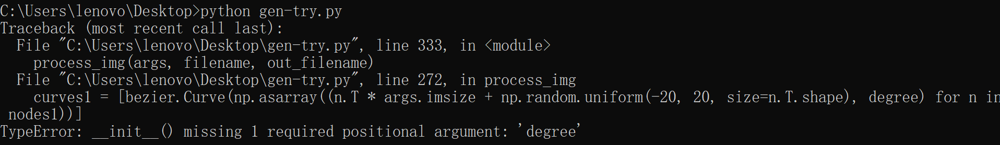 C:\Users\lenovo\Desktop>python gen-try.py
Traceback (most recent call last):
  File "C:\Users\lenovo\Desktop\gen-try.py", line 333, in <module>
    process_img(args, filename, out_filename)
  File "C:\Users\lenovo\Desktop\gen-try.py", line 272, in process_img
    curves1 = [bezier.Curve(np.asarray((n.T * args.imsize + np.random.uniform(-20, 20, size=n.T.shape), degree) for n in
 nodes1))]
TypeError: __init__() missing 1 required positional argument: 'degree'